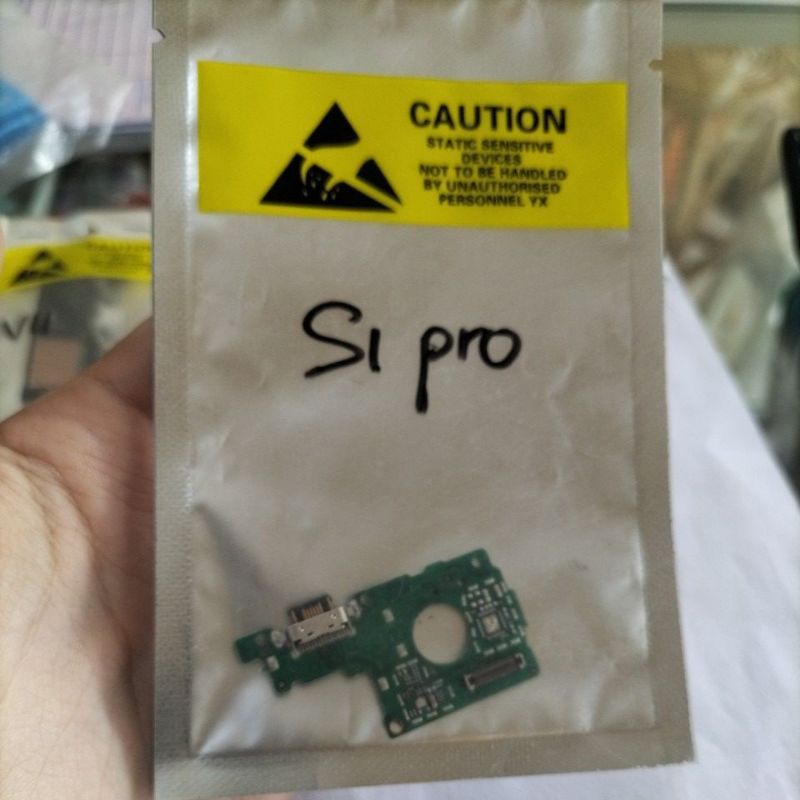 CAUTION
STATIC SENSITIVE
DEVICES
NOT TO BE HANDLED
BY UNAUTHORISED
PERSONNEL YX
S1 pro